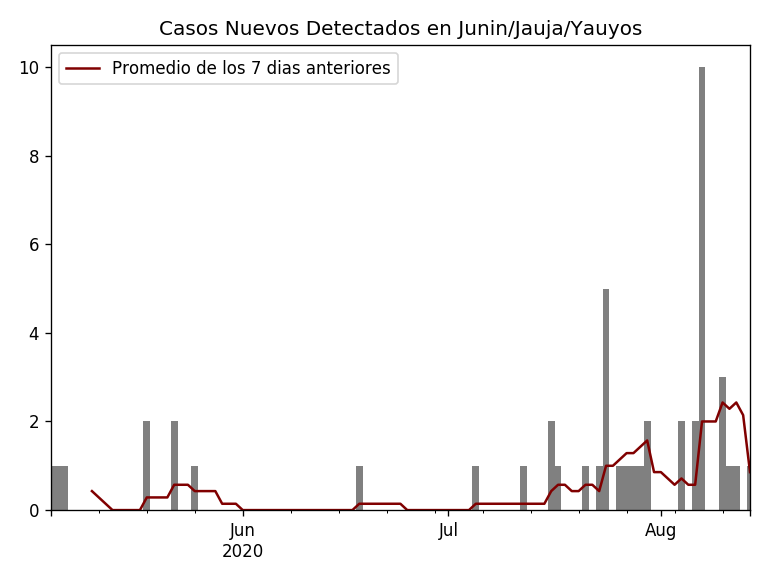 Casos Nuevos Detectados en Junin/Jauja/Yauyos
Promedio de los 7 dias anteriores
10
8
6
4
2
0
Jun
2020
Jul
Aug